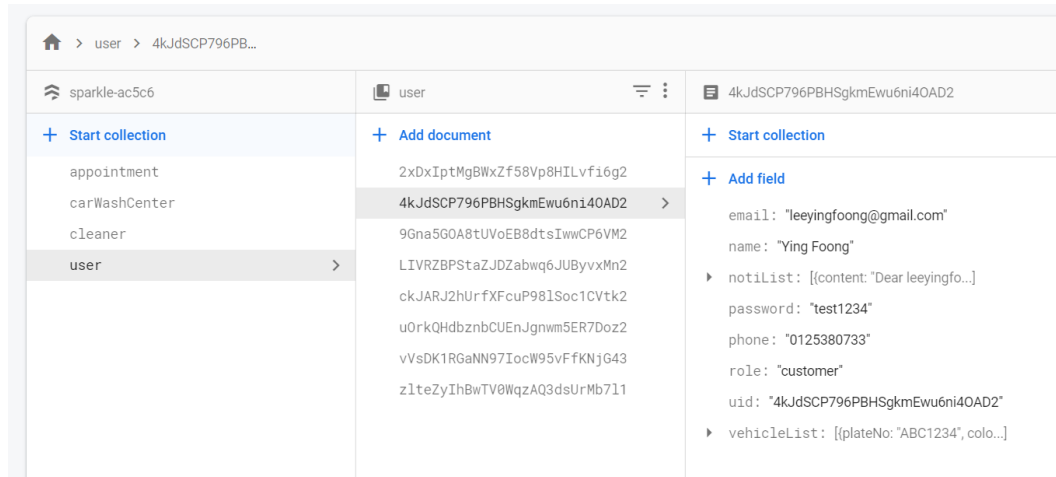 user > 4kJdSCP796PB...
sparkle-ac5c6
+ Start collection
appointment
carWashCenter
cleaner
user
user
+ Add document
2xDxIptMgBWxZf58Vp8HILvfi6g2
4kJdSCP796PBHSgkmEwu6ni4OAD2
9Gna5GOA8tUVoEB8dtsIwwCP6VM2
LIVRZBPStaZJDZabwq6JUByvxMn2
ckJARJ2hUrfXFcuP98lSoc1CVtk2
uOrkQHdbznbCUEnJgnwm5ER7Doz2
vVsDK1RGaNN97IocW95vFfKNjG43
zlteZyIhBwTV0WqzAQ3dsUrMb7l1
4kJdSCP796PBHSgkmEwu6ni4OAD2
+ Start collection
+ Add field
email: "leeyingfoong@gmail.com"
name: "Ying Foong"
notiList: [{content: "Dear leeyingfo...]
password: "test1234"
phone: "0125380733"
role: "customer"
uid: "4kJdSCP796PBHSgkmEwu6ni4OAD2"
vehicleList: [{plateNo: "ABC1234", colo...]